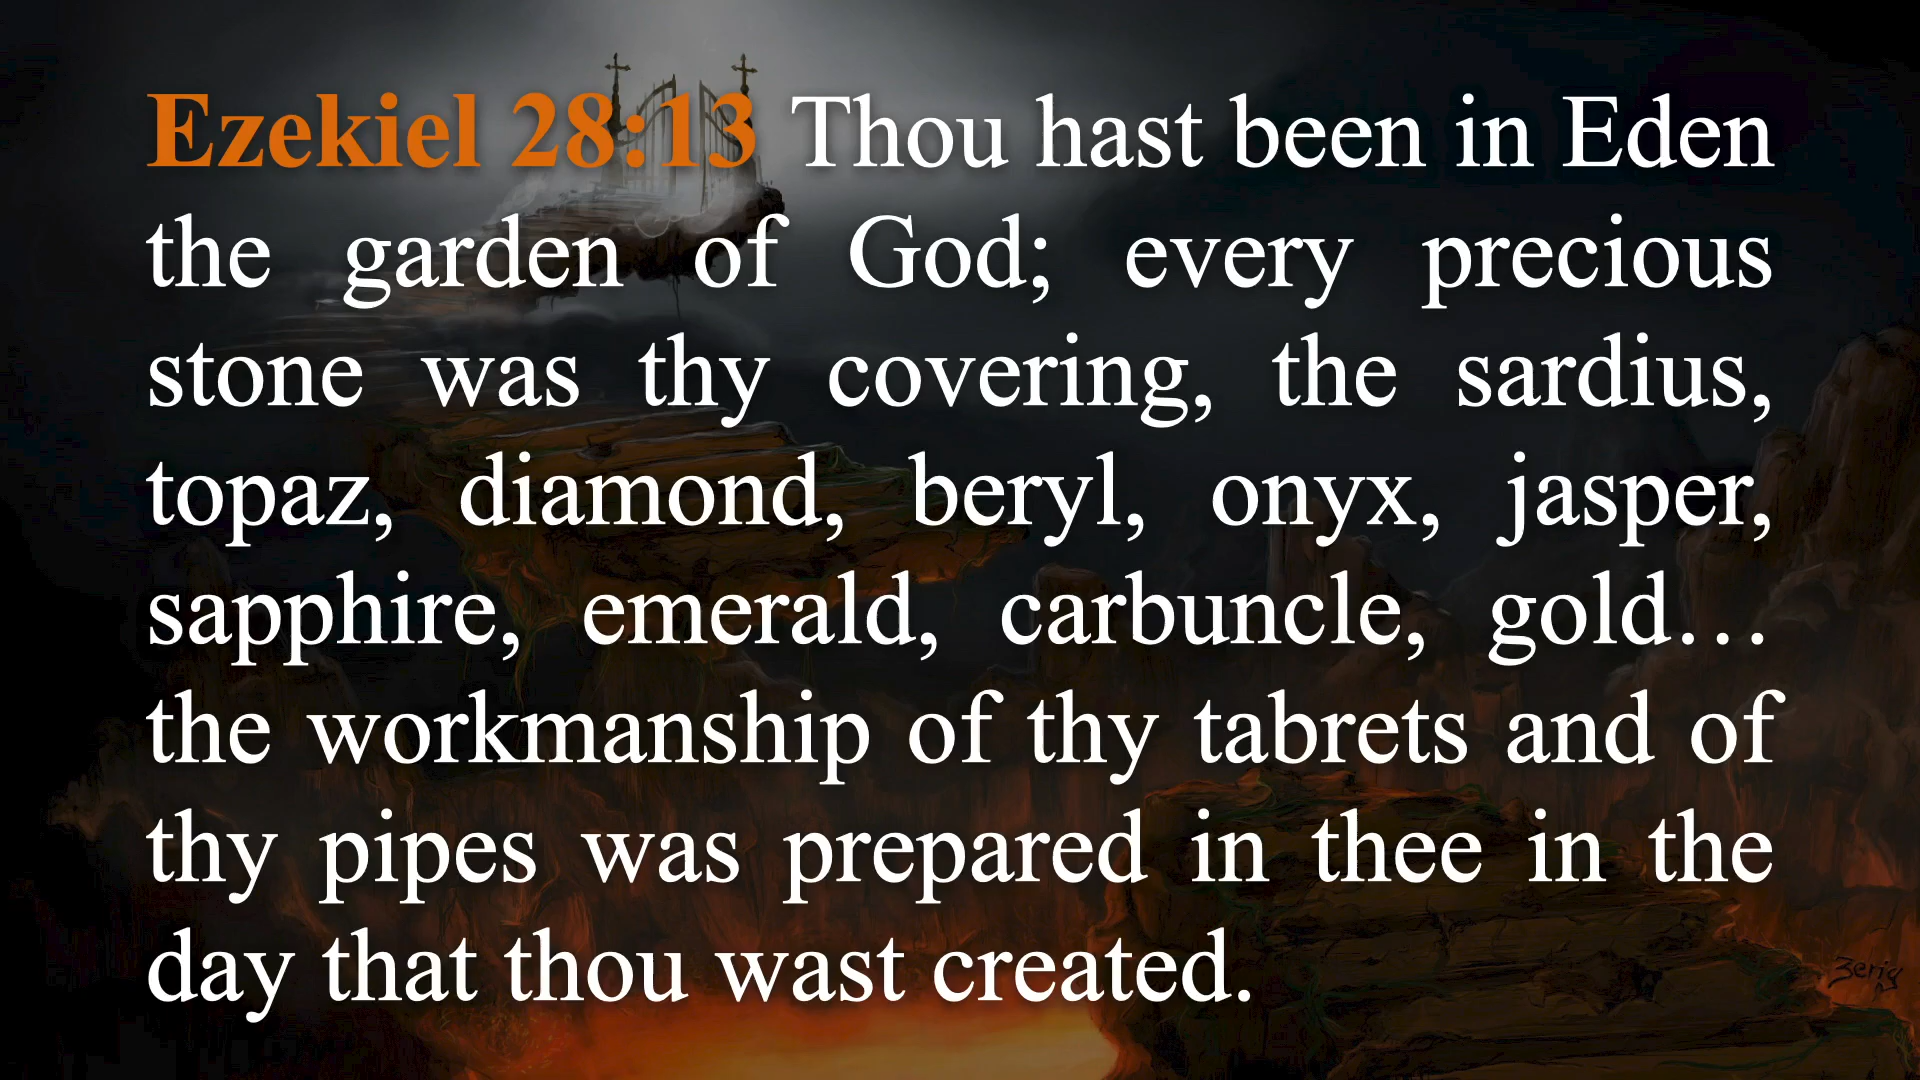 Ezekiel 28:13 Thou hast been in Eden
the garden of God; every precious
stone was thy covering, the sardius,
topaz, diamond, beryl, onyx, jasper,
sapphire, emerald, carbuncle, gold…
the workmanship of thy tabrets and of
thy pipes was prepared in thee in the
day that thou wast created.
Zerig